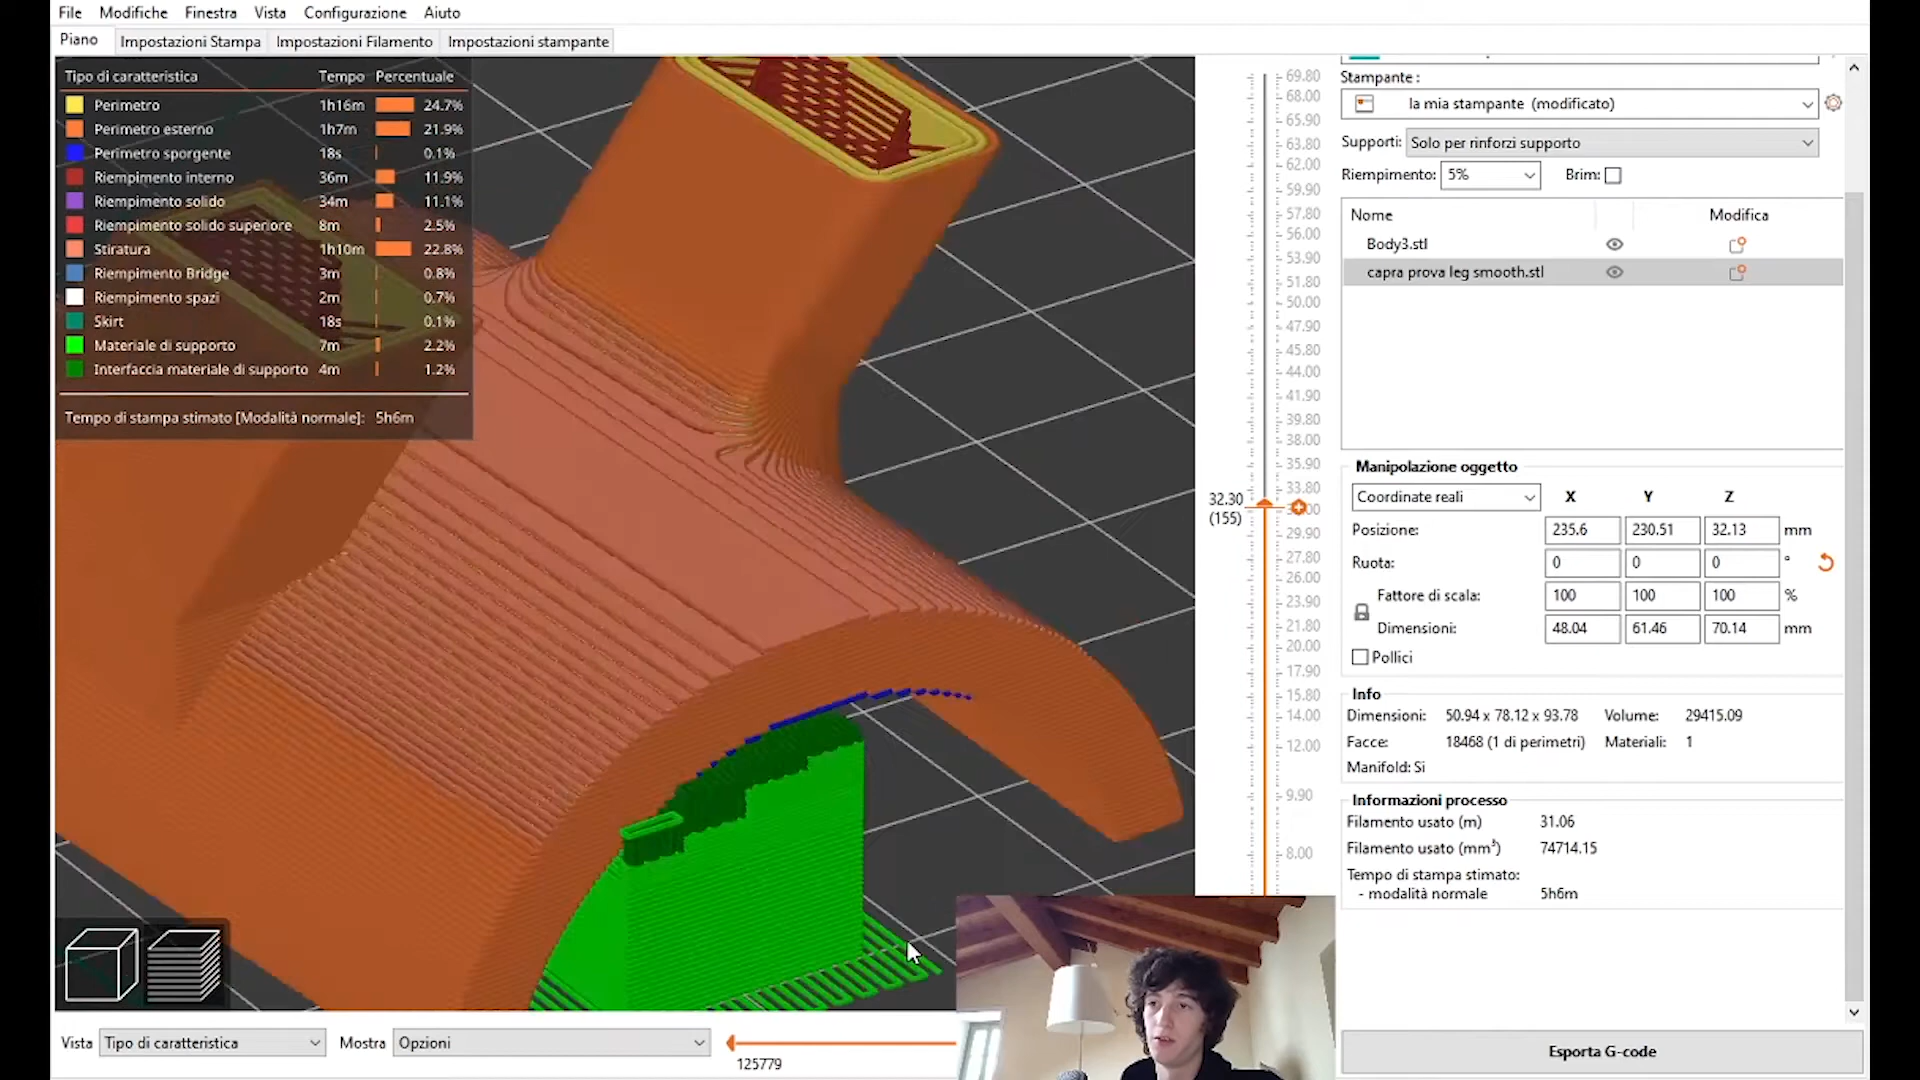 File Modifiche Finestra Vista Configurazione Aiuto
Piano Impostazioni Stampa Impostazioni Filamento Impostazioni stampante
Tipo di caratteristica Tempo Percentuale
Perimetro 1h16m 24.7%
Perimetro esterno 1h7m 21.9%
Perimetro sporgente 18s 0.1%
Riempimento interno 36m 11.9%
Riempimento solido 34m 11.1%
Riempimento solido superiore 8m 2.5%
Stiratura 1h10m 22.8%
Riempimento Bridge 3m 0.8%
Riempimento spazi 2m 0.7%
Skirt 18s 0.1%
Materiale di supporto 7m 2.2%
Interfaccia materiale di supporto 4m 1.2%
Tempo di stampa stimato [Modalità normale]: 5h6m
69.80
68.00
65.90
63.80
62.00
59.90
57.80
56.00
53.90
51.80
50.00
47.90
45.80
44.00
41.90
39.80
38.00
35.90
33.80
32.30
(155)
29.90
27.80
26.00
23.90
21.80
20.00
17.90
15.80
14.00
12.00
9.90
8.00
Stampante :
la mia stampante (modificato)
Supporti: Solo per rinforzi supporto
Riempimento: 5% Brim:
Nome Modifica
Body3.stl
capra prova leg smooth.stl
Manipolazione oggetto
Coordinate reali X Y Z
Posizione: 235.6 230.51 32.13 mm
Ruota: 0 0 0 °
Fattore di scala: 100 100 100 %
Dimensioni: 48.04 61.46 70.14 mm
Pollici
Info
Dimensioni: 50.94 x 78.12 x 93.78 Volume: 29415.09
Facce: 18468 (1 di perimetri) Materiali: 1
Manifold: Si
Informazioni processo
Filamento usato (m) 31.06
Filamento usato (mm³) 74714.15
Tempo di stampa stimato:
- modalità normale 5h6m
Vista Tipo di caratteristica Mostra Opzioni
125779
Esporta G-code